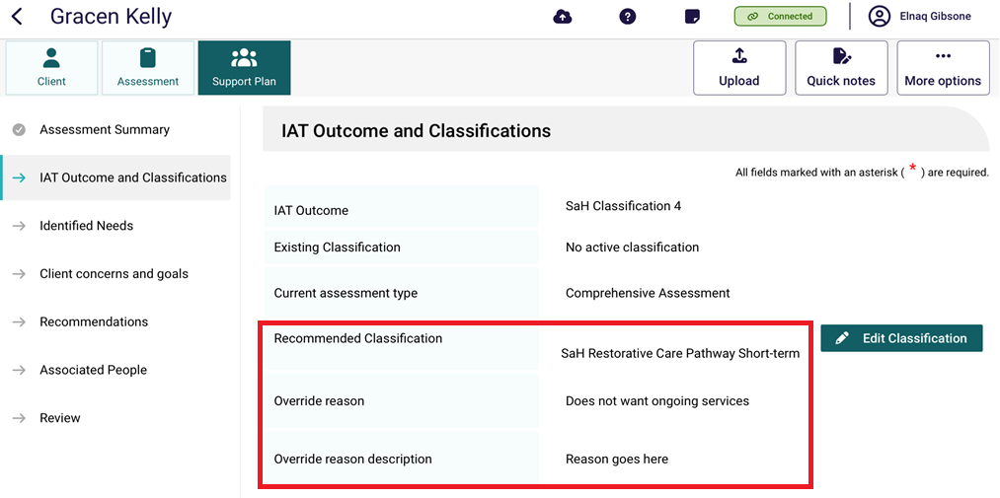 Gracen Kelly
Connected
Elnaq Gibsone
Client
Assessment
Support Plan
Upload
Quick notes
More options
Assessment Summary
IAT Outcome and Classifications
Identified Needs
Client concerns and goals
Recommendations
Associated People
Review
IAT Outcome and Classifications
All fields marked with an asterisk ( * ) are required.
IAT Outcome SaH Classification 4
Existing Classification No active classification
Current assessment type Comprehensive Assessment
Recommended Classification SaH Restorative Care Pathway Short-term
Edit Classification
Override reason Does not want ongoing services
Override reason description Reason goes here